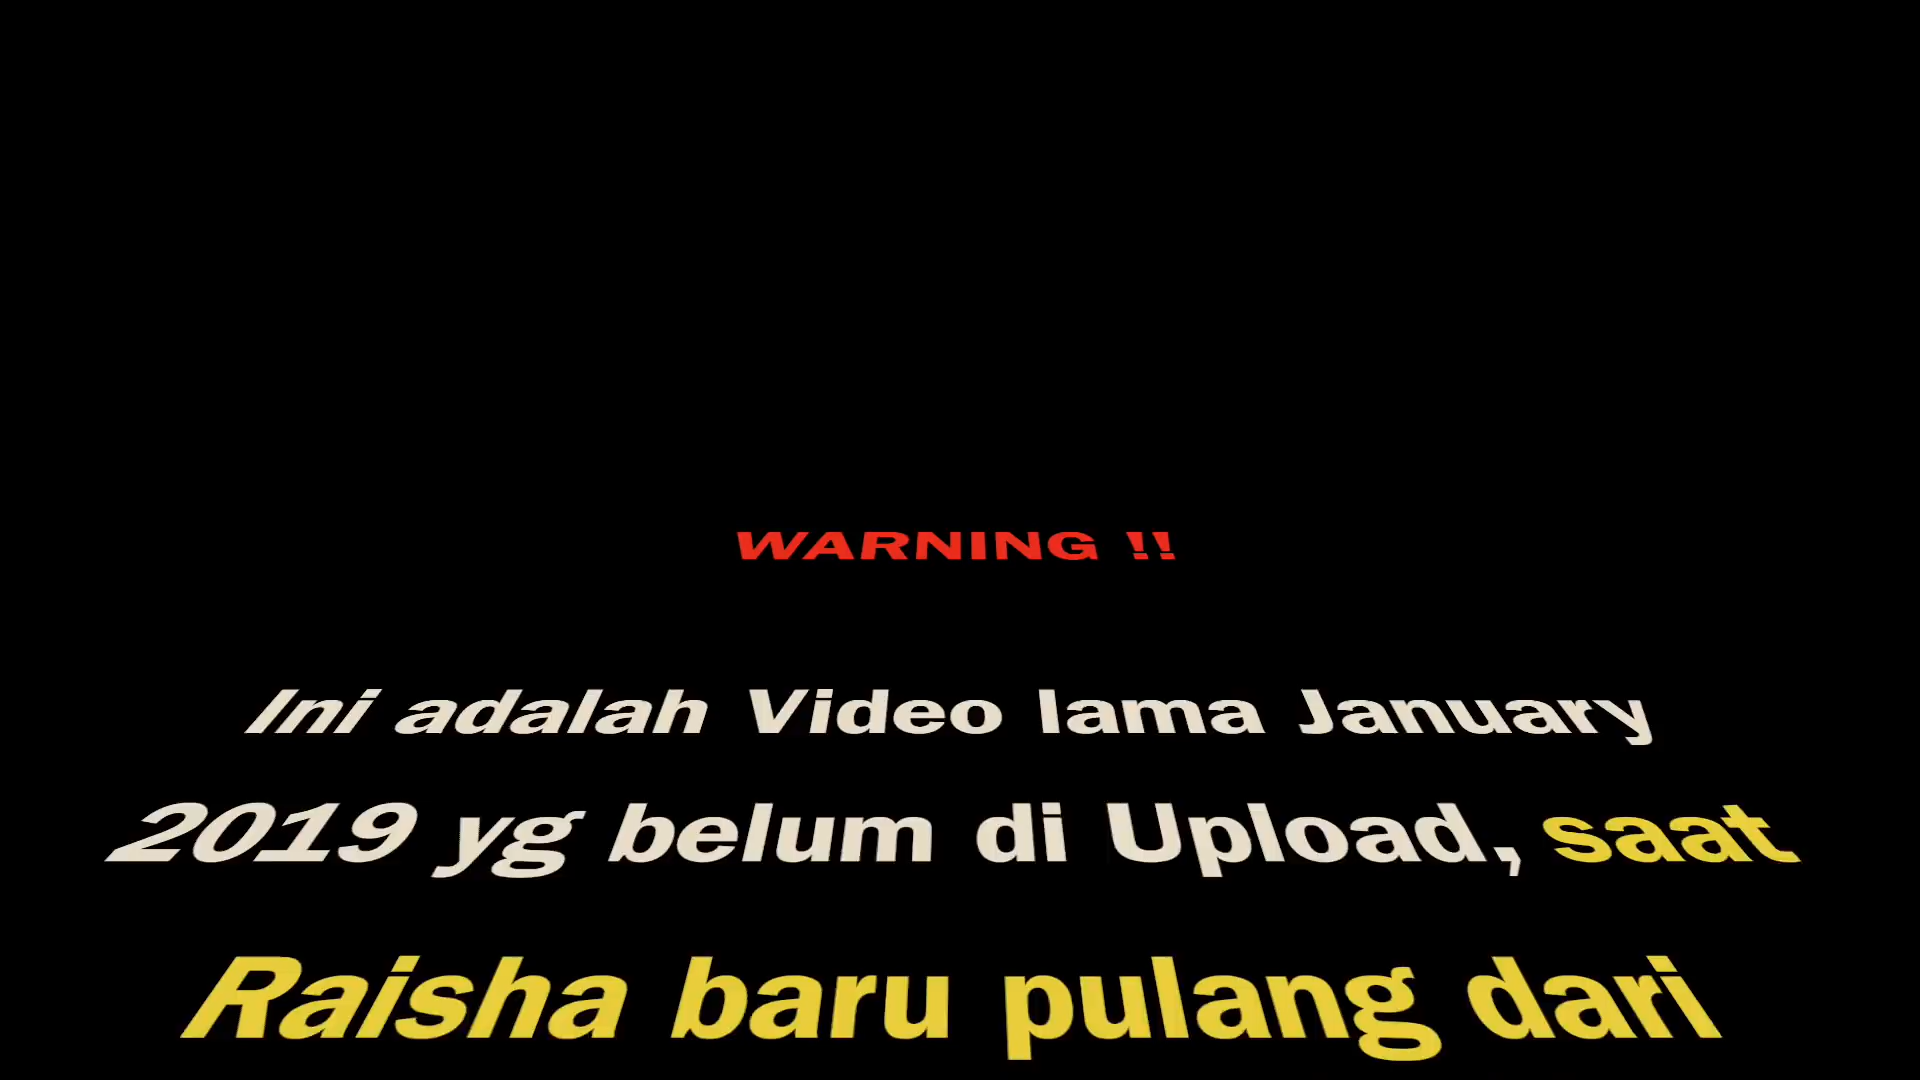 WARNING !!
Ini adalah Video lama January
2019 yg belum di Upload, saat
Raisha baru pulang dari